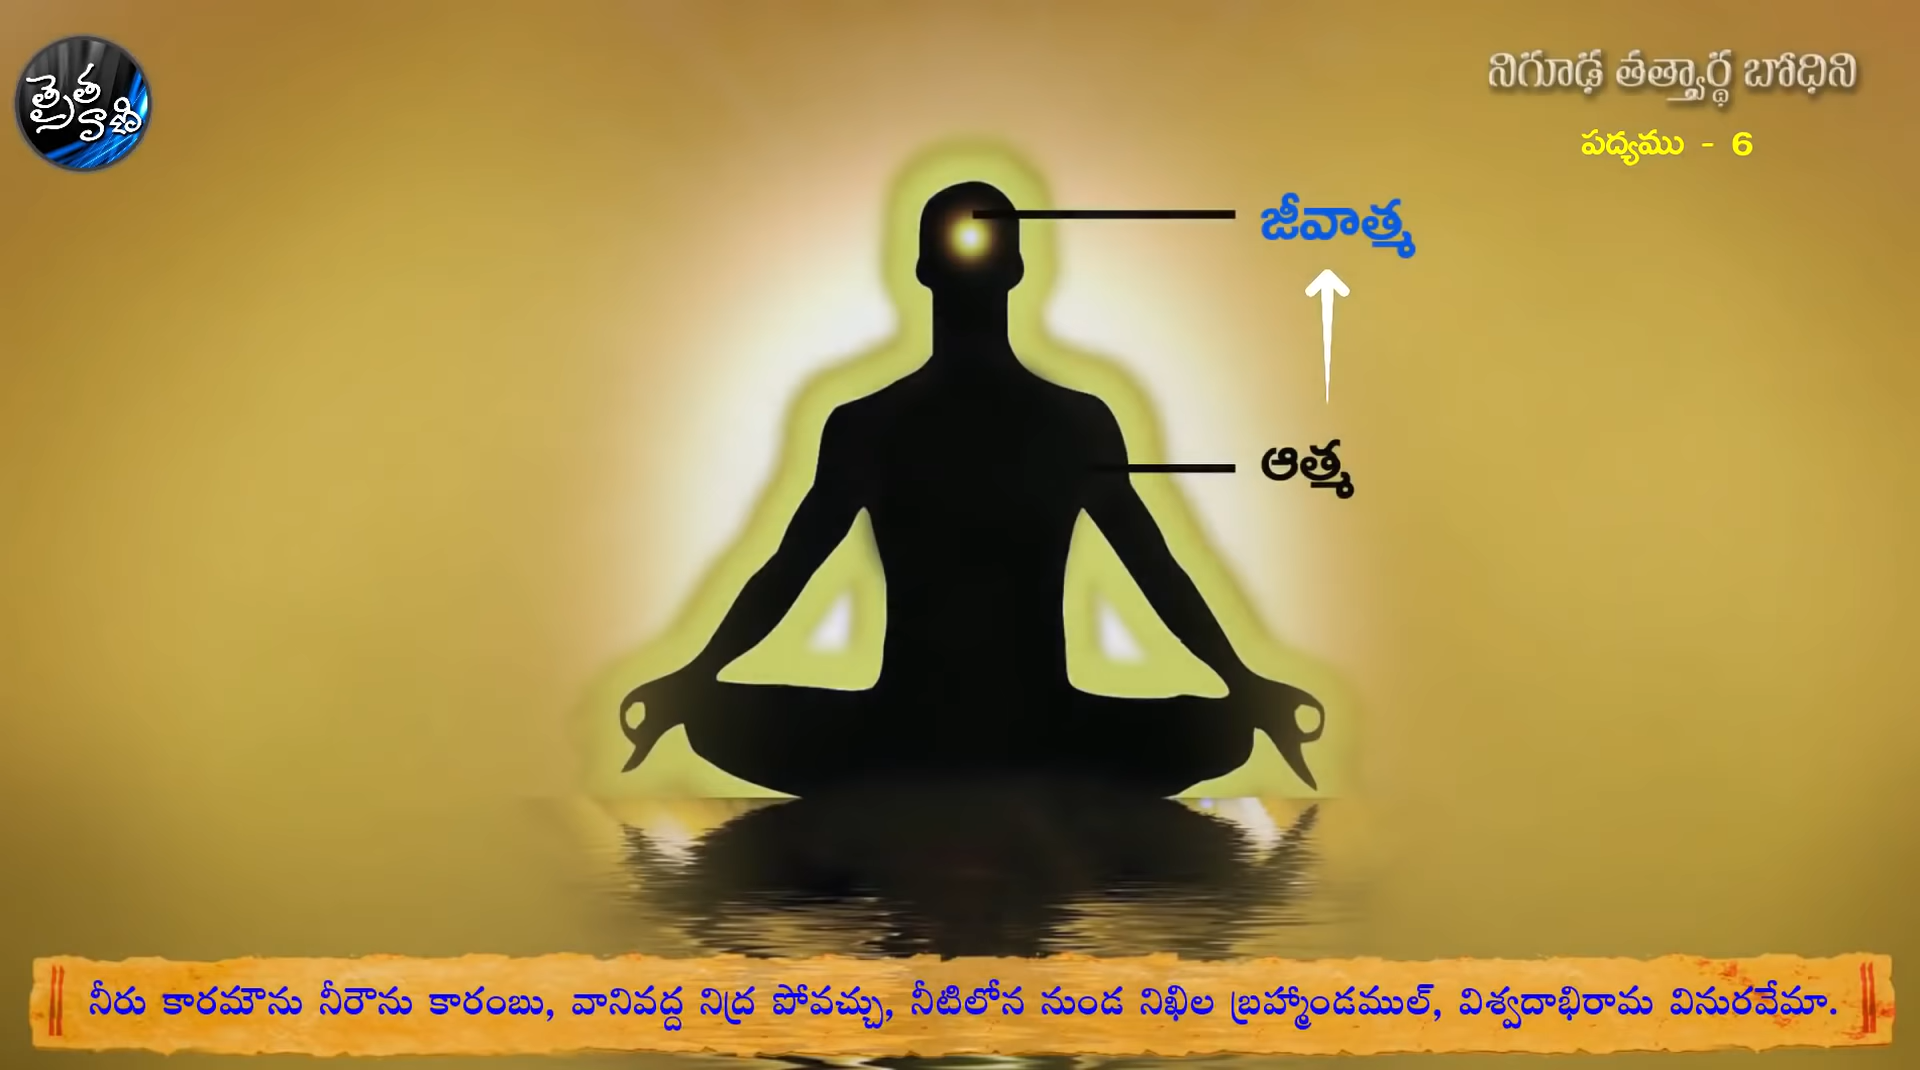 త్రైత
వాణి
నిగూఢ తత్త్వార్థ బోధిని
పద్యము - 6
జీవాత్మ
ఆత్మ
నీరు కారమౌను నీరౌను కారంబు, వానివద్ద నిద్ర పోవచ్చు, నీటిలోన నుండ నిఖిల బ్రహ్మాండముల్, విశ్వదాభిరామ వినురవేమా.